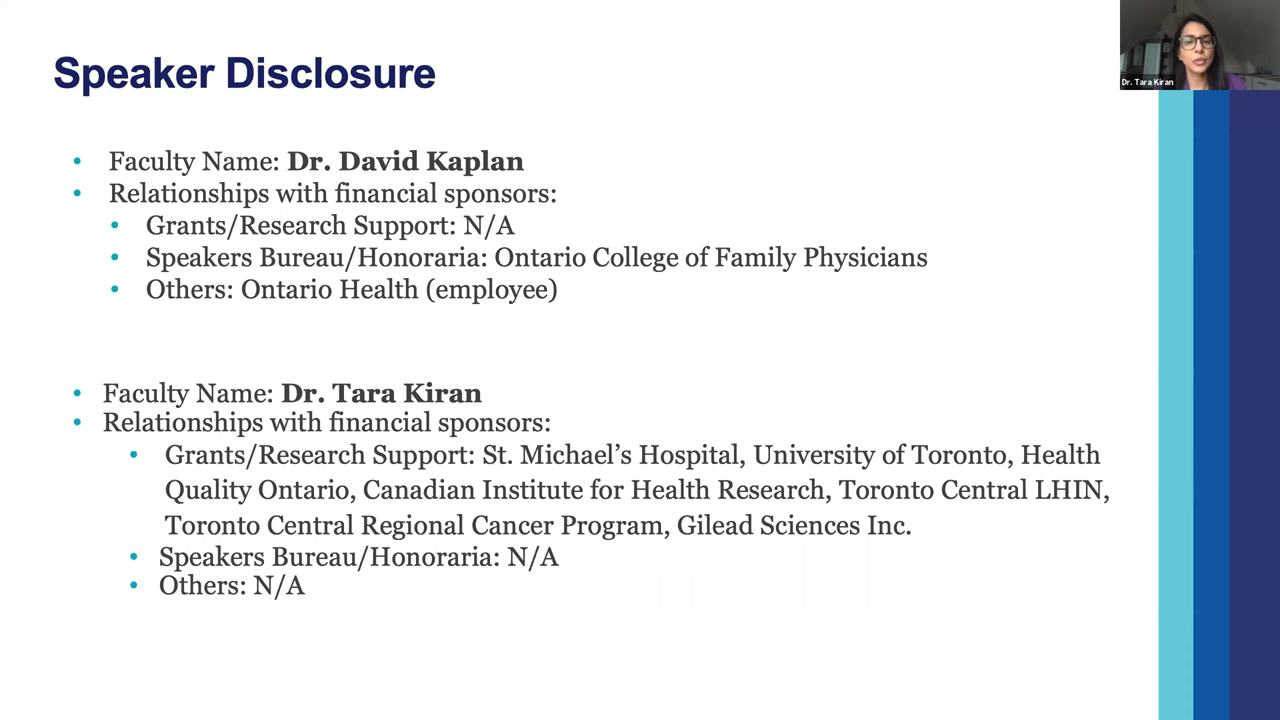 Speaker Disclosure
Dr. Tara Kiran
• Faculty Name: Dr. David Kaplan
• Relationships with financial sponsors:
• Grants/Research Support: N/A
• Speakers Bureau/Honoraria: Ontario College of Family Physicians
• Others: Ontario Health (employee)
• Faculty Name: Dr. Tara Kiran
• Relationships with financial sponsors:
• Grants/Research Support: St. Michael’s Hospital, University of Toronto, Health
Quality Ontario, Canadian Institute for Health Research, Toronto Central LHIN,
Toronto Central Regional Cancer Program, Gilead Sciences Inc.
• Speakers Bureau/Honoraria: N/A
• Others: N/A